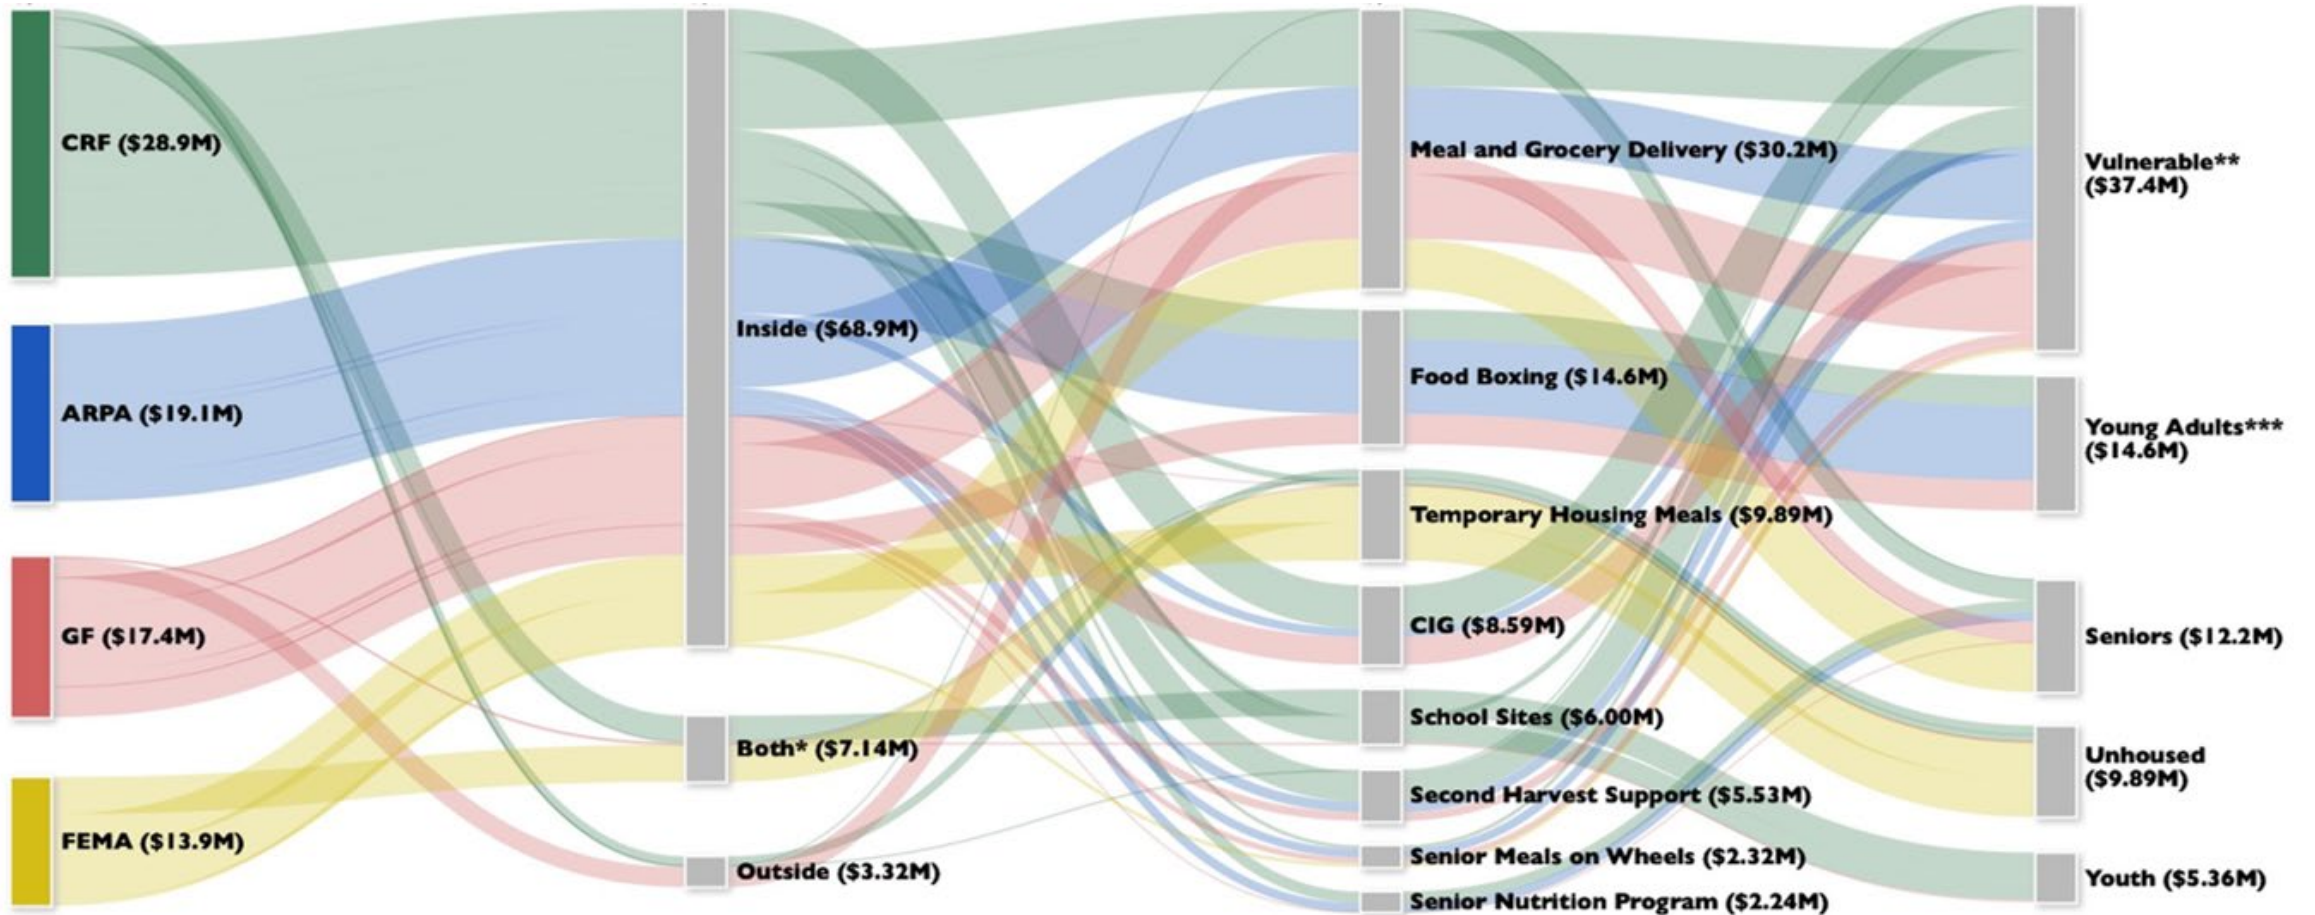 CRF ($28.9M)
ARPA ($19.1M)
GF ($17.4M)
FEMA ($13.9M)
Inside ($68.9M)
Both* ($7.14M)
Outside ($3.32M)
Meal and Grocery Delivery ($30.2M)
Food Boxing ($14.6M)
Temporary Housing Meals ($9.89M)
CIG ($8.59M)
School Sites ($6.00M)
Second Harvest Support ($5.53M)
Senior Meals on Wheels ($2.32M)
Senior Nutrition Program ($2.24M)
Vulnerable**
($37.4M)
Young Adults***
($14.6M)
Seniors ($12.2M)
Unhoused
($9.89M)
Youth ($5.36M)